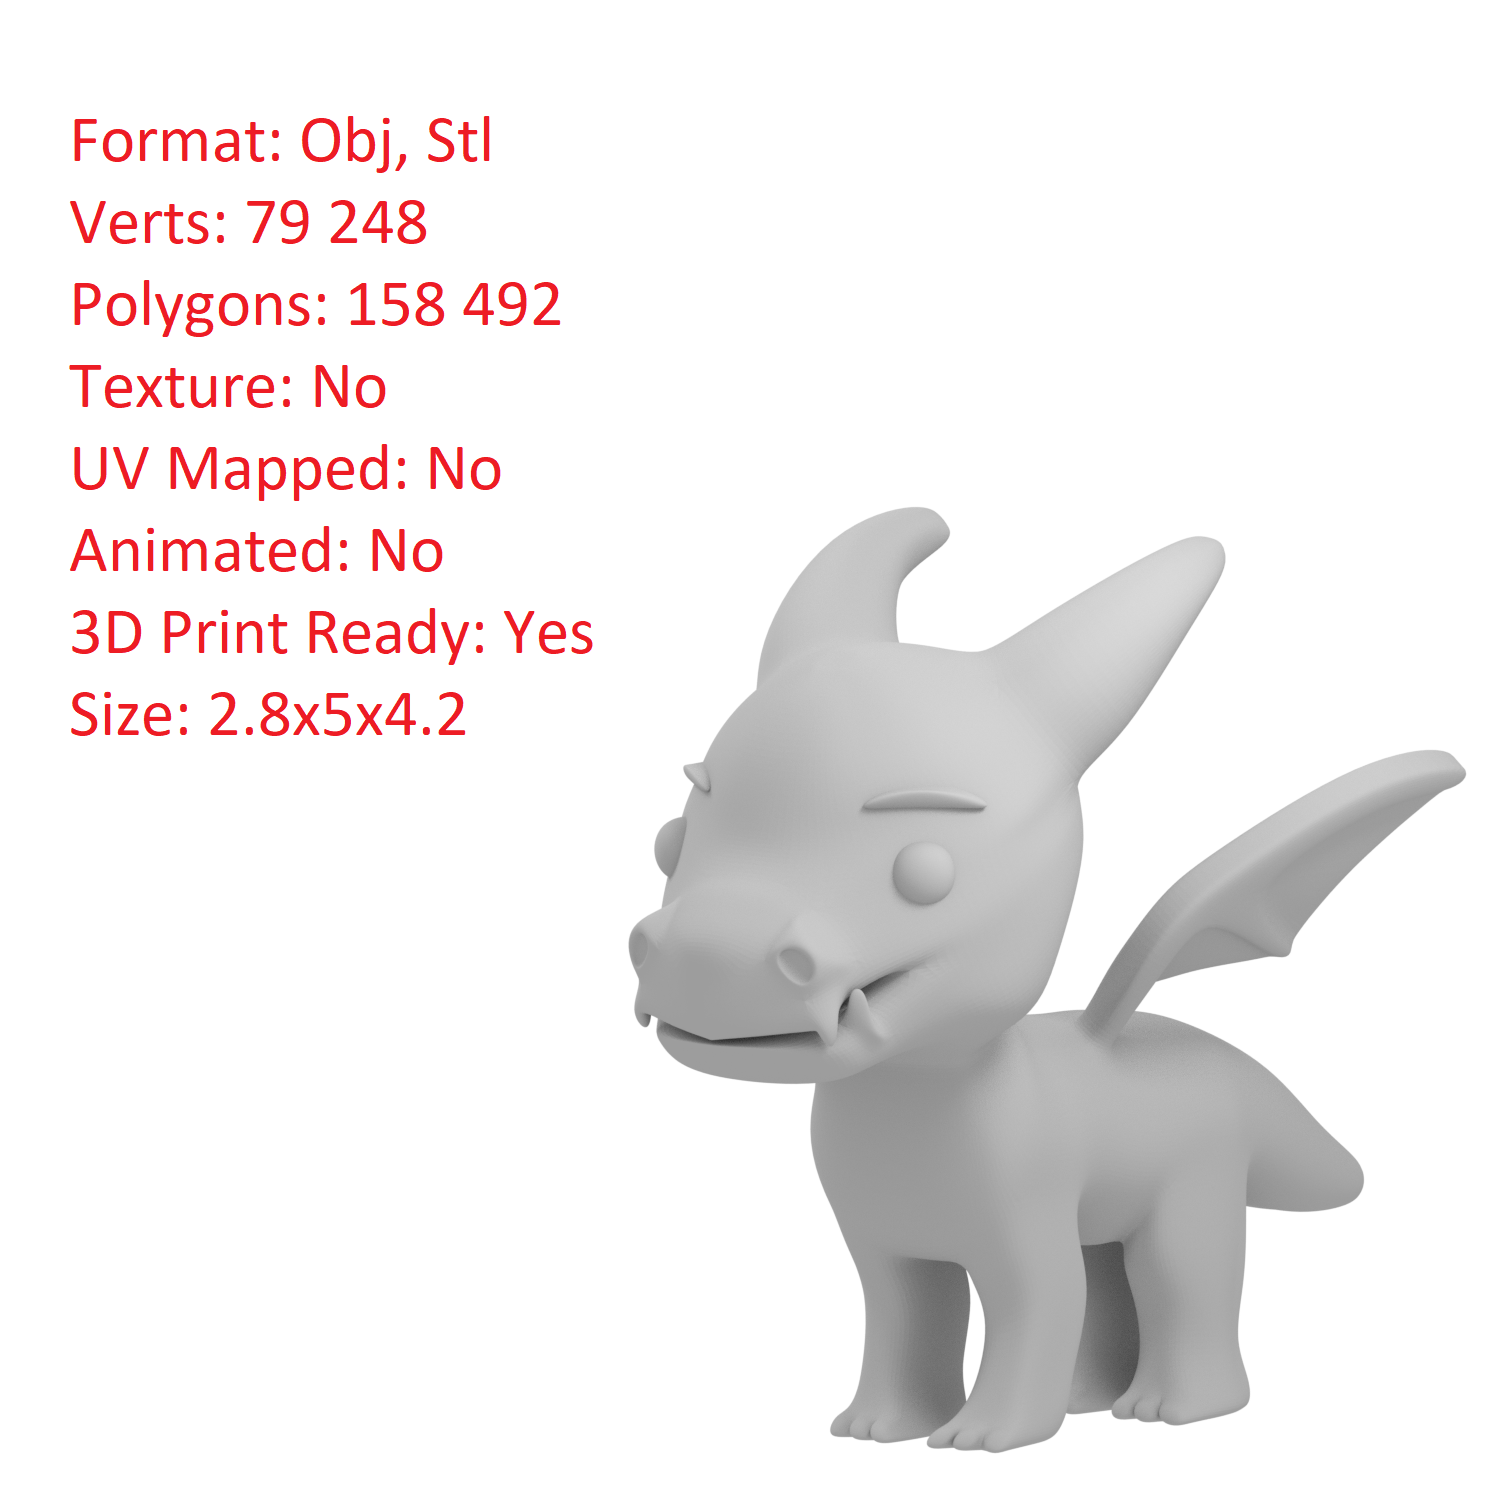 Format: Obj, Stl
Verts: 79 248
Polygons: 158 492
Texture: No
UV Mapped: No
Animated: No
3D Print Ready: Yes
Size: 2.8x5x4.2